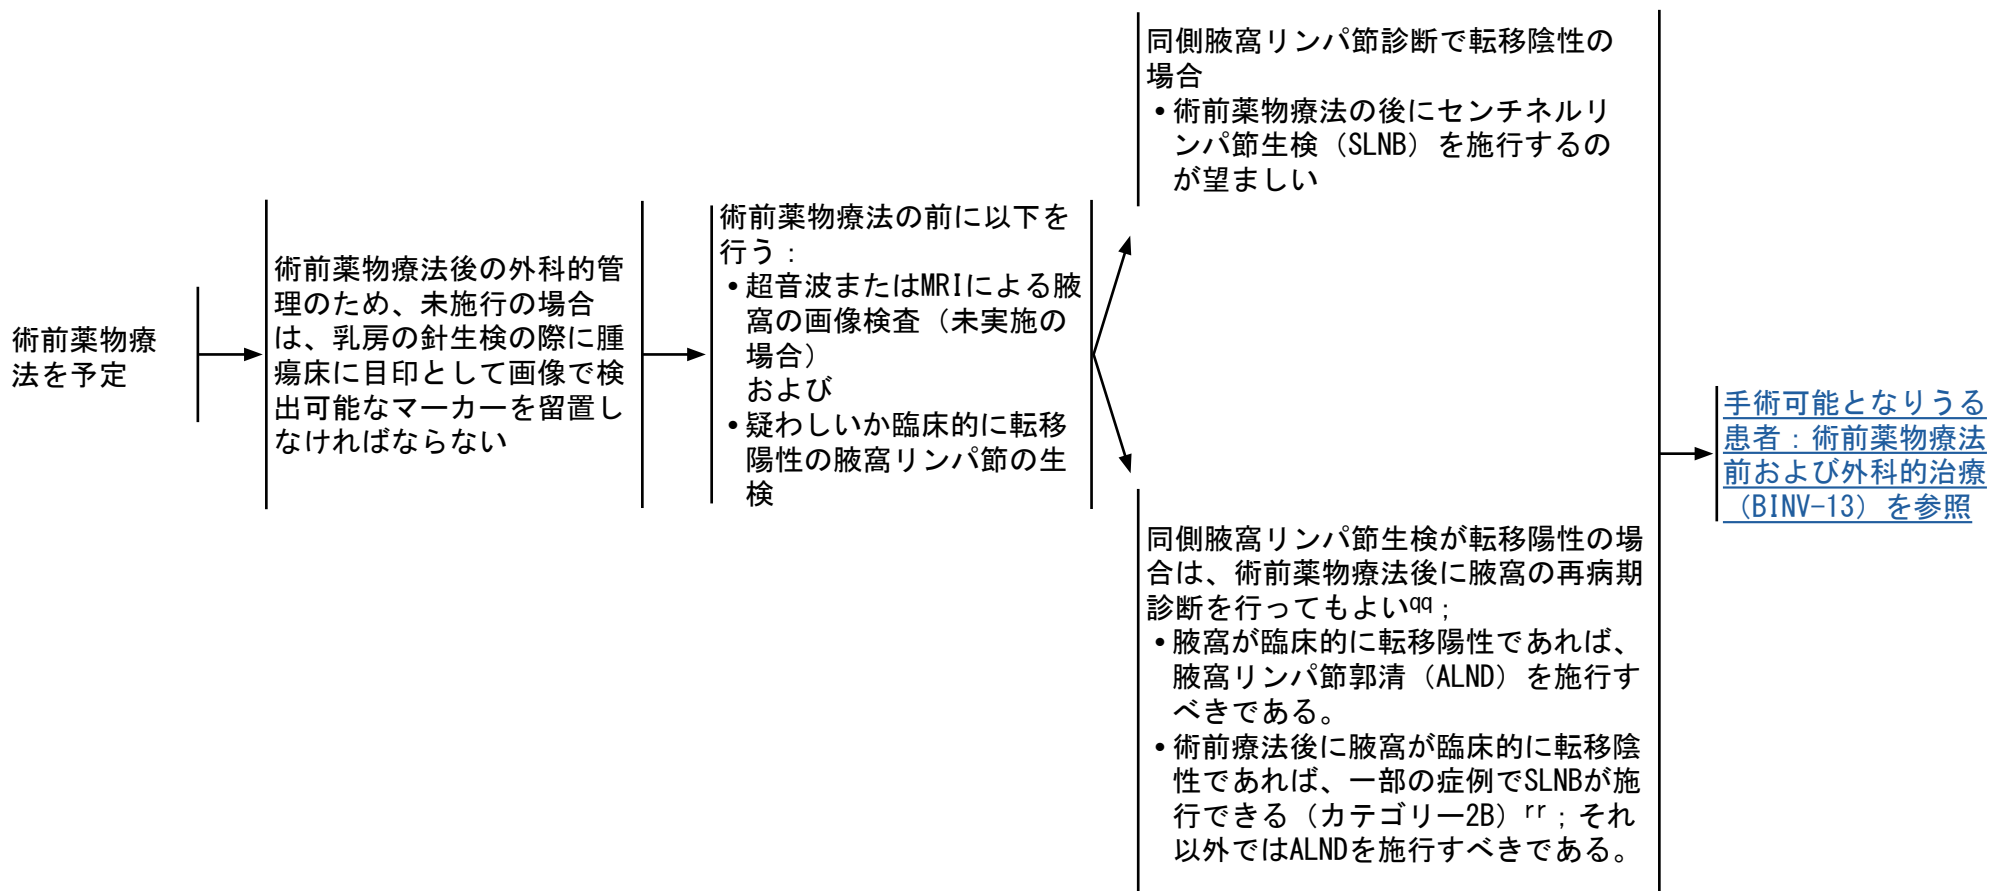 術前薬物療
法を予定
術前薬物療法後の外科的管
理のため、未施行の場合
は、乳房の針生検の際に腫
瘍床に目印として画像で検
出可能なマーカーを留置し
なければならない
術前薬物療法の前に以下を
行う：
•超音波またはMRIによる腋
窩の画像検査（未実施の
場合）
および
•疑わしいか臨床的に転移
陽性の腋窩リンパ節の生
検
同側腋窩リンパ節診断で転移陰性の
場合
•術前薬物療法の後にセンチネルリ
ンパ節生検（SLNB）を施行するの
が望ましい
同側腋窩リンパ節生検が転移陽性の場
合は、術前薬物療法後に腋窩の再病期
診断を行ってもよいqq；
•腋窩が臨床的に転移陽性であれば、
腋窩リンパ節郭清（ALND）を施行す
べきである。
•術前療法後に腋窩が臨床的に転移陰
性であれば、一部の症例でSLNBが施
行できる（カテゴリー2B）rr；それ
以外ではALNDを施行すべきである。
手術可能となりうる
患者：術前薬物療法
前および外科的治療
（BINV-13）を参照